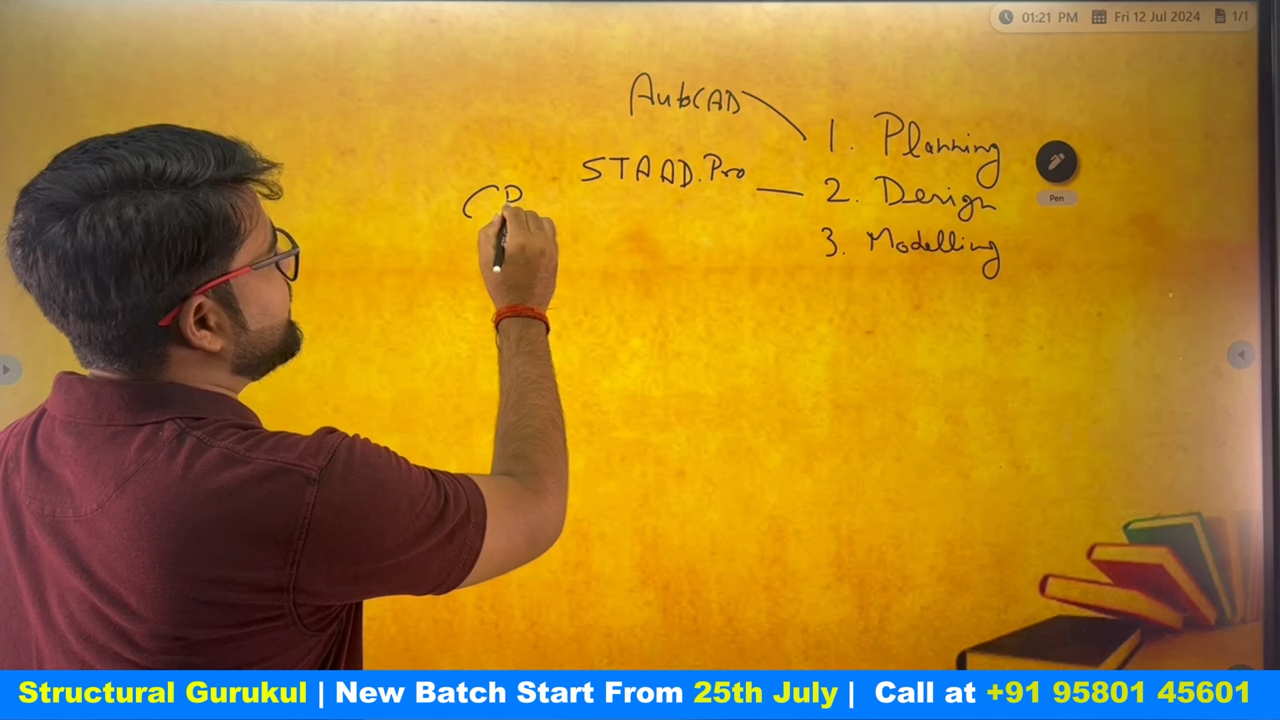 01:21 PM Fri 12 Jul 2024 1/1
AutoCAD
1. Planning
STAAD.Pro
2. Design
3. Modelling
Pen
Structural Gurukul | New Batch Start From 25th July | Call at +91 95801 45601